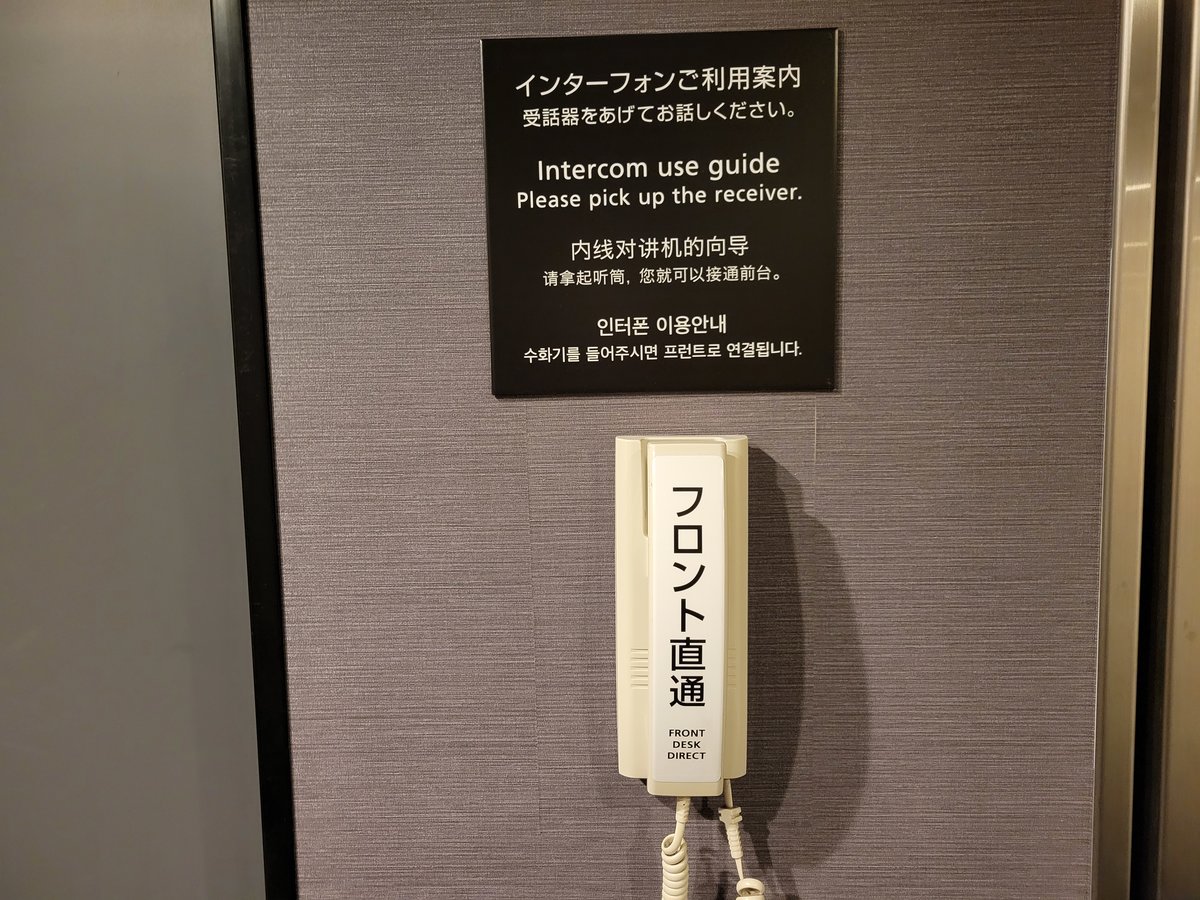 インターフォンご利用案内
受話器をあげてお話しください。
Intercom use guide
Please pick up the receiver.
内线对讲机的向导
请拿起听筒，您就可以接通前台。
인터폰 이용안내
수화기를 들어주시면 프런트로 연결됩니다.
フロント直通
FRONT
DESK
DIRECT